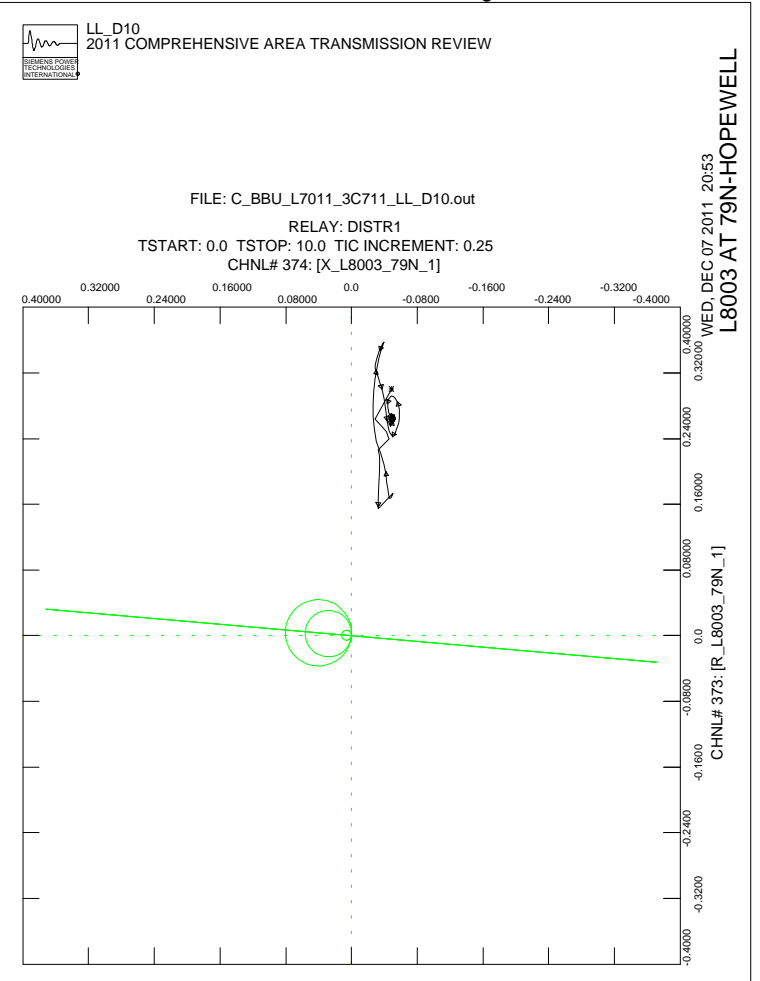 LL_D10
2011 COMPREHENSIVE AREA TRANSMISSION REVIEW
SIEMENS POWER
TECHNOLOGIES
INTERNATIONAL
FILE: C_BBU_L7011_3C711_LL_D10.out
RELAY: DISTR1
TSTART: 0.0 TSTOP: 10.0 TIC INCREMENT: 0.25
CHNL# 374: [X_L8003_79N_1]
0.40000 0.32000 0.24000 0.16000 0.08000 0.0 -0.0800 -0.1600 -0.2400 -0.3200 -0.4000
WED, DEC 07 2011 20:53
L8003 AT 79N-HOPEWELL
0.40000
0.32000
0.24000
0.16000
0.08000
0.0
-0.0800
-0.1600
-0.2400
-0.3200
-0.4000
CHNL# 373: [R_L8003_79N_1]